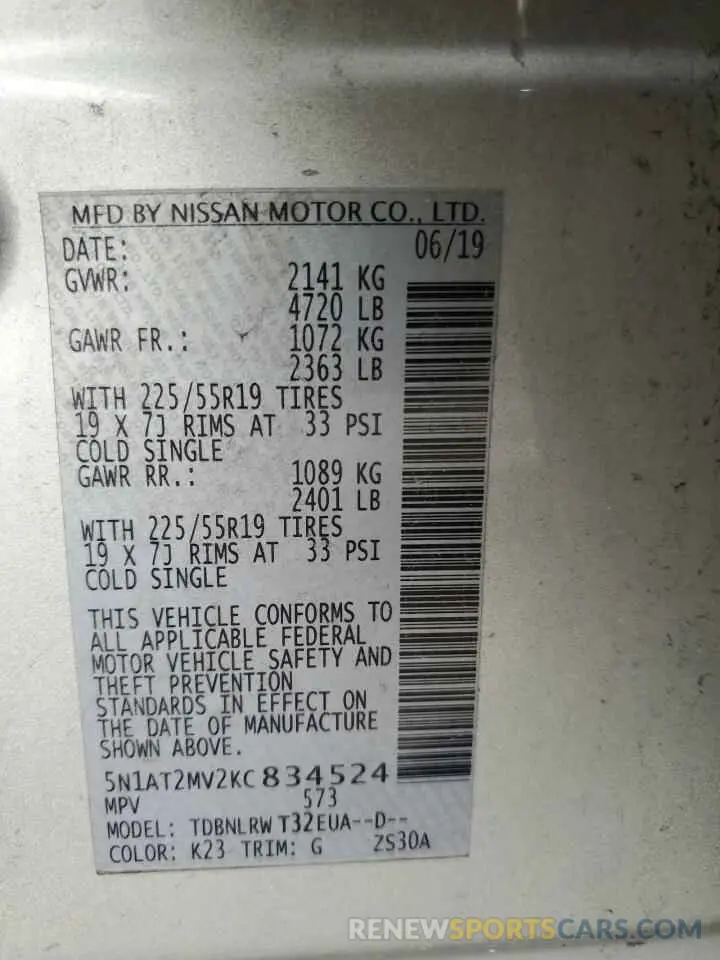 MFD BY NISSAN MOTOR CO., LTD.
DATE: 06/19
GVWR: 2141 KG
4720 LB
GAWR FR.: 1072 KG
2363 LB
WITH 225/55R19 TIRES
19 X 7J RIMS AT 33 PSI
COLD SINGLE
GAWR RR.: 1089 KG
2401 LB
WITH 225/55R19 TIRES
19 X 7J RIMS AT 33 PSI
COLD SINGLE
THIS VEHICLE CONFORMS TO
ALL APPLICABLE FEDERAL
MOTOR VEHICLE SAFETY AND
THEFT PREVENTION
STANDARDS IN EFFECT ON
THE DATE OF MANUFACTURE
SHOWN ABOVE.
5N1AT2MV2KC834524
MPV 573
MODEL: TDBNLRW T32EUA--D--
COLOR: K23 TRIM: G ZS30A
RENEWSPORTSCARS.COM